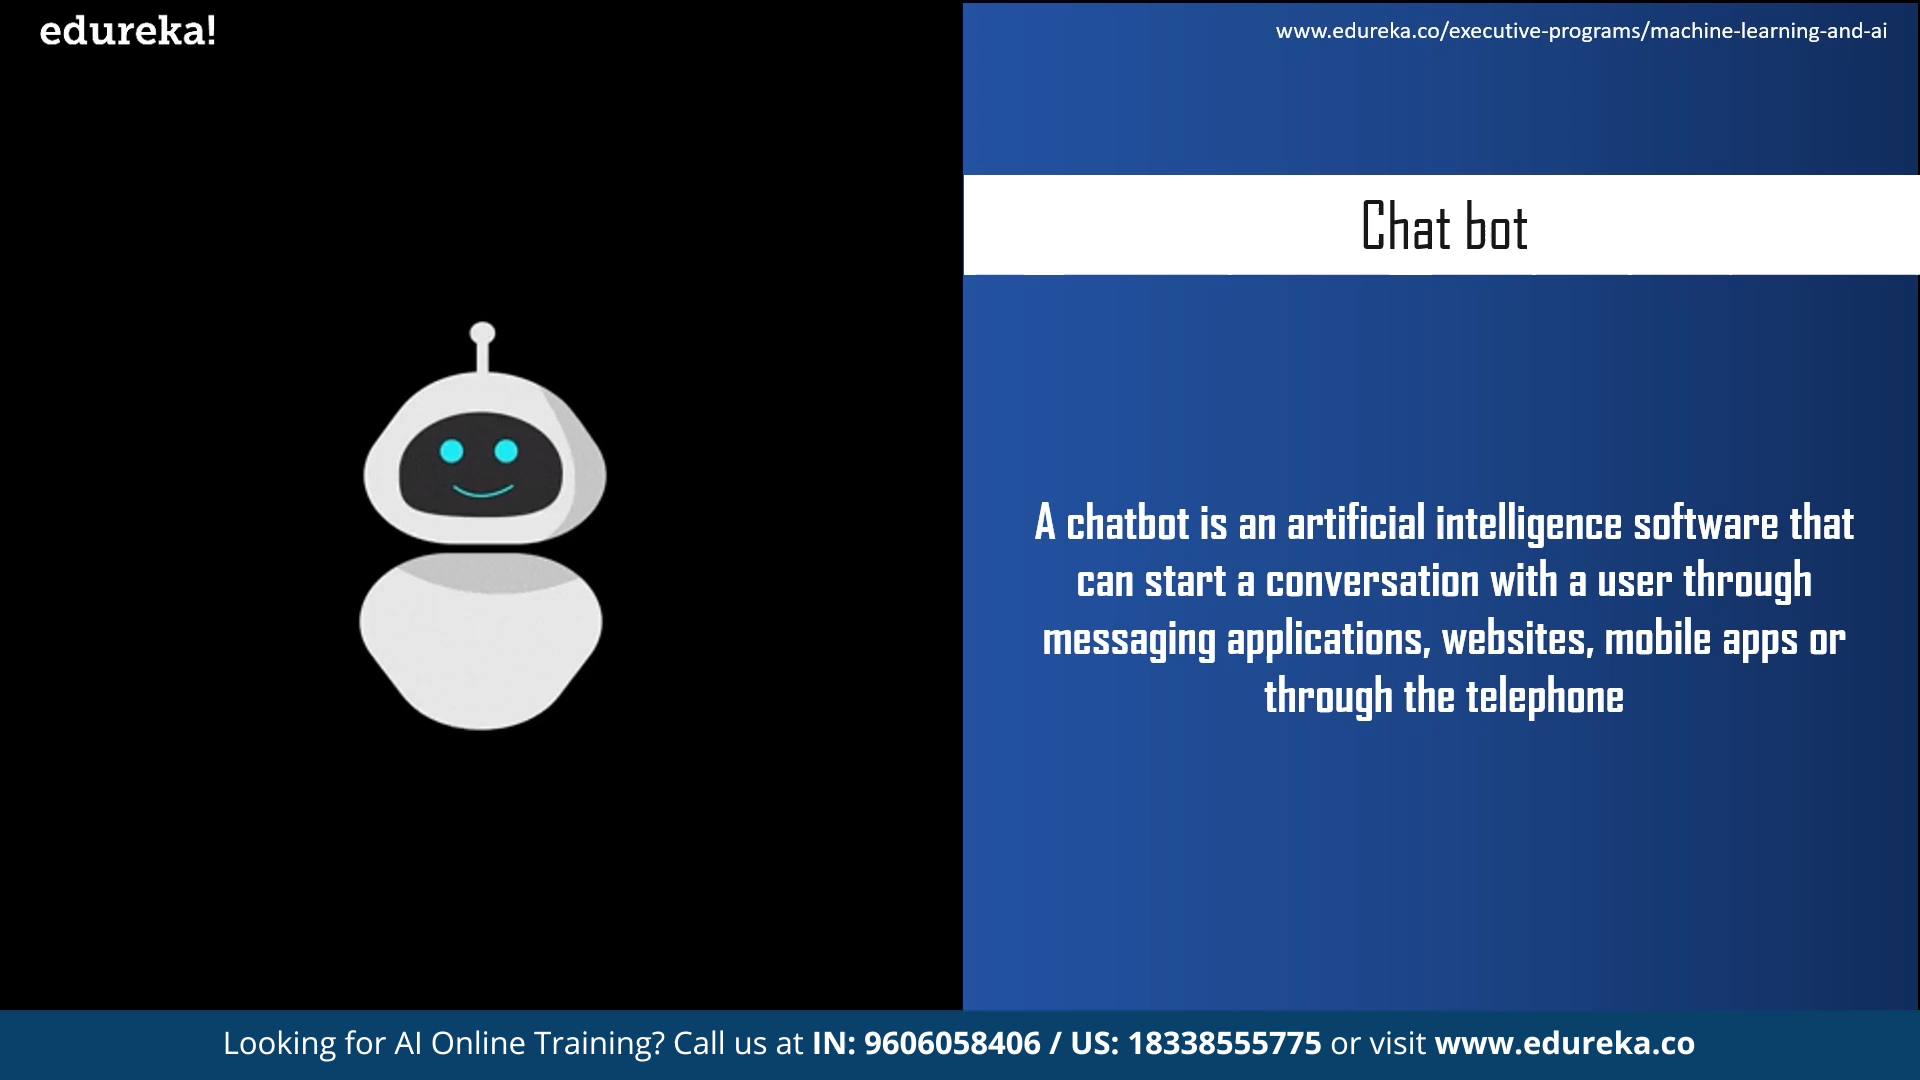 edureka!
www.edureka.co/executive-programs/machine-learning-and-ai
Chat bot
A chatbot is an artificial intelligence software that
can start a conversation with a user through
messaging applications, websites, mobile apps or
through the telephone
Looking for AI Online Training? Call us at IN: 9606058406 / US: 18338555775 or visit www.edureka.co